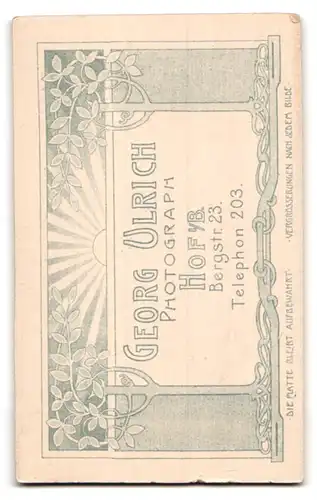 GEORG ULRICH
PHOTOGRAPH
HOF i/B.
Bergstr. 23.
Telephon 203.
·DIE PLATTE BLEIBT AUFBEWAHRT· ·VERGRÖSSERUNGEN NACH JEDEM BILDE·